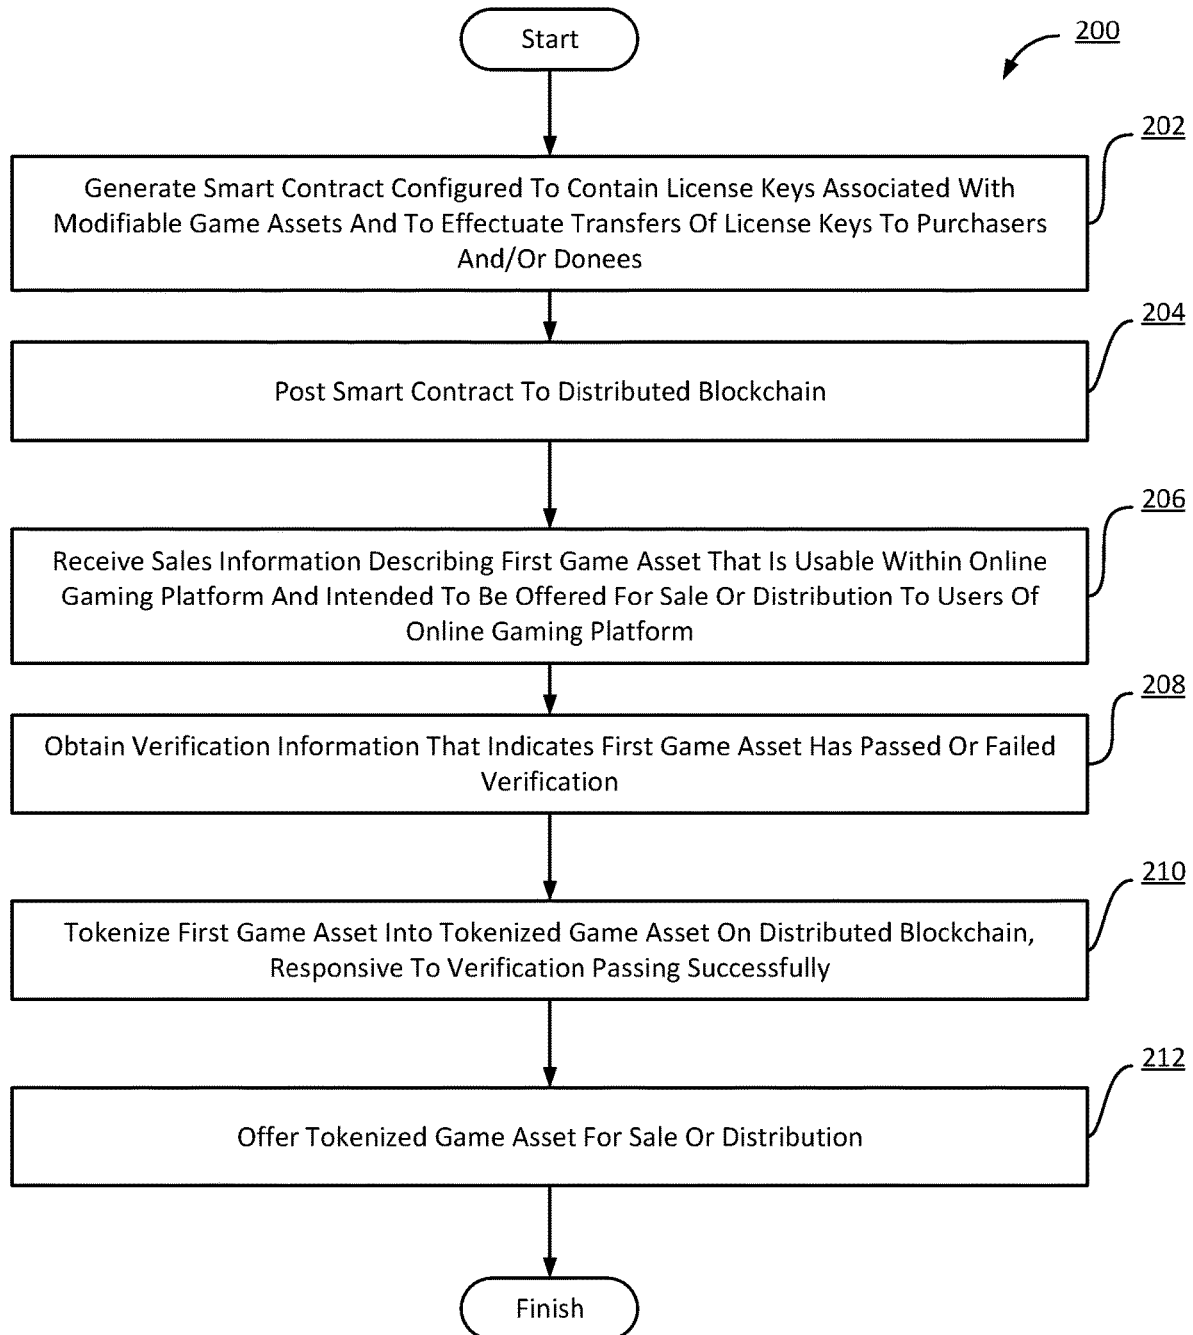 Start
200
202
Generate Smart Contract Configured To Contain License Keys Associated With
Modifiable Game Assets And To Effectuate Transfers Of License Keys To Purchasers
And/Or Donees
204
Post Smart Contract To Distributed Blockchain
206
Receive Sales Information Describing First Game Asset That Is Usable Within Online
Gaming Platform And Intended To Be Offered For Sale Or Distribution To Users Of
Online Gaming Platform
208
Obtain Verification Information That Indicates First Game Asset Has Passed Or Failed
Verification
210
Tokenize First Game Asset Into Tokenized Game Asset On Distributed Blockchain,
Responsive To Verification Passing Successfully
212
Offer Tokenized Game Asset For Sale Or Distribution
Finish